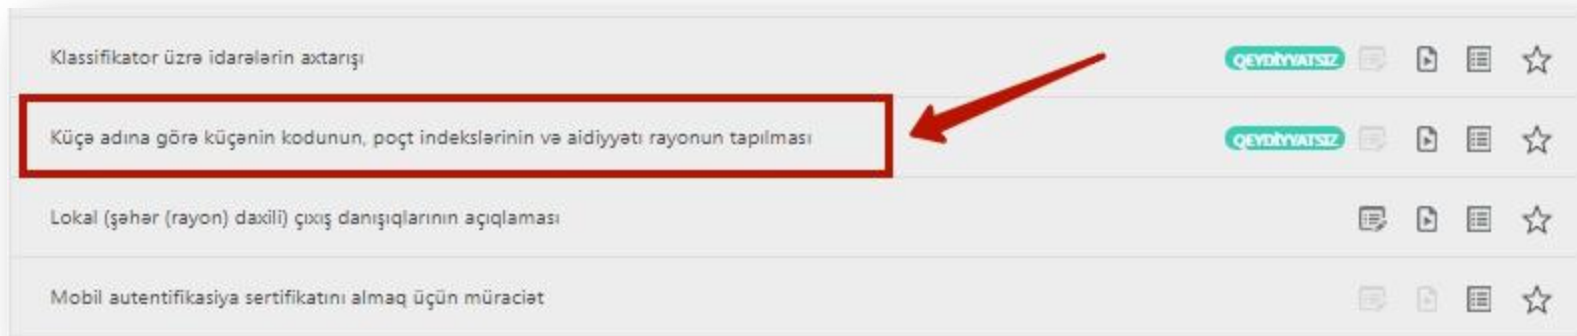 Klassifikator üzrə idarələrin axtarışı QEYDİYYATSIZ
Küçə adına görə küçənin kodunun, poçt indekslərinin və aidiyyatı rayonun tapılması QEYDİYYATSIZ
Lokal (şəhər (rayon) daxili) çıxış danışıqlarının açıqlaması
Mobil autentifikasiya sertifikatını almaq üçün müraciət